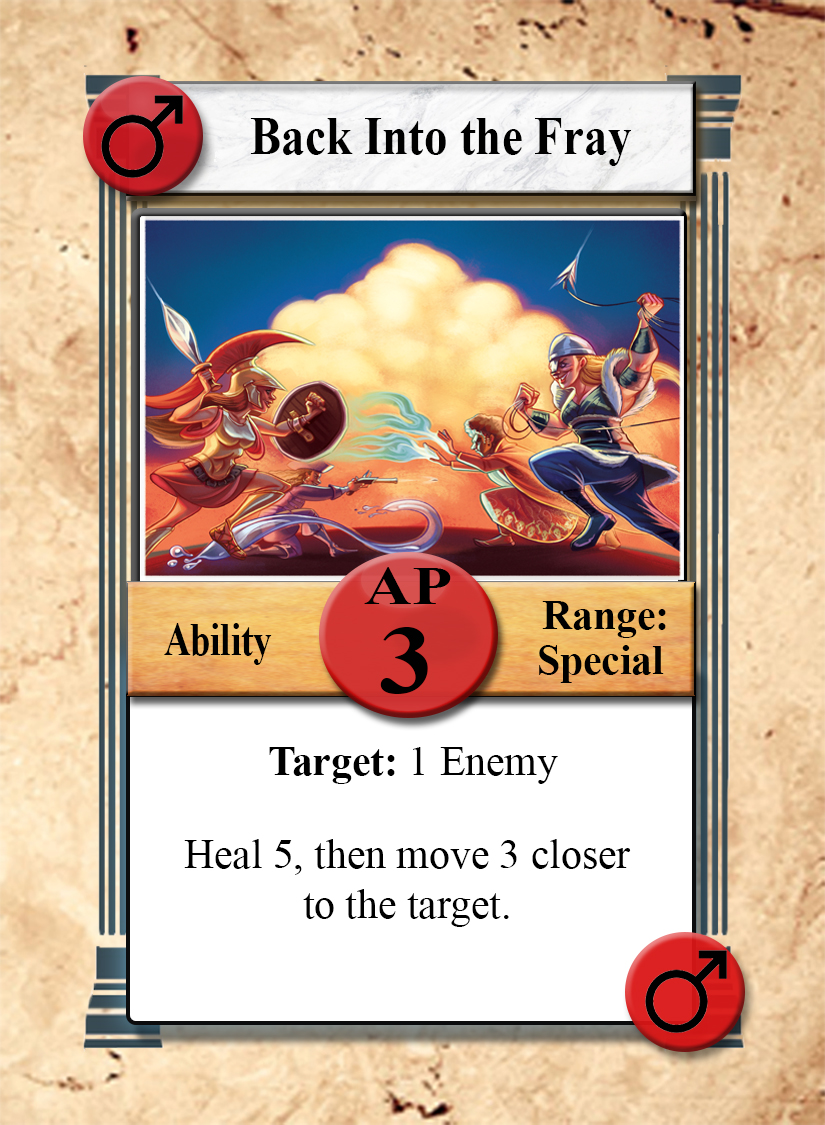 Back Into the Fray
Ability
AP
3
Range:
Special
Target: 1 Enemy
Heal 5, then move 3 closer
to the target.